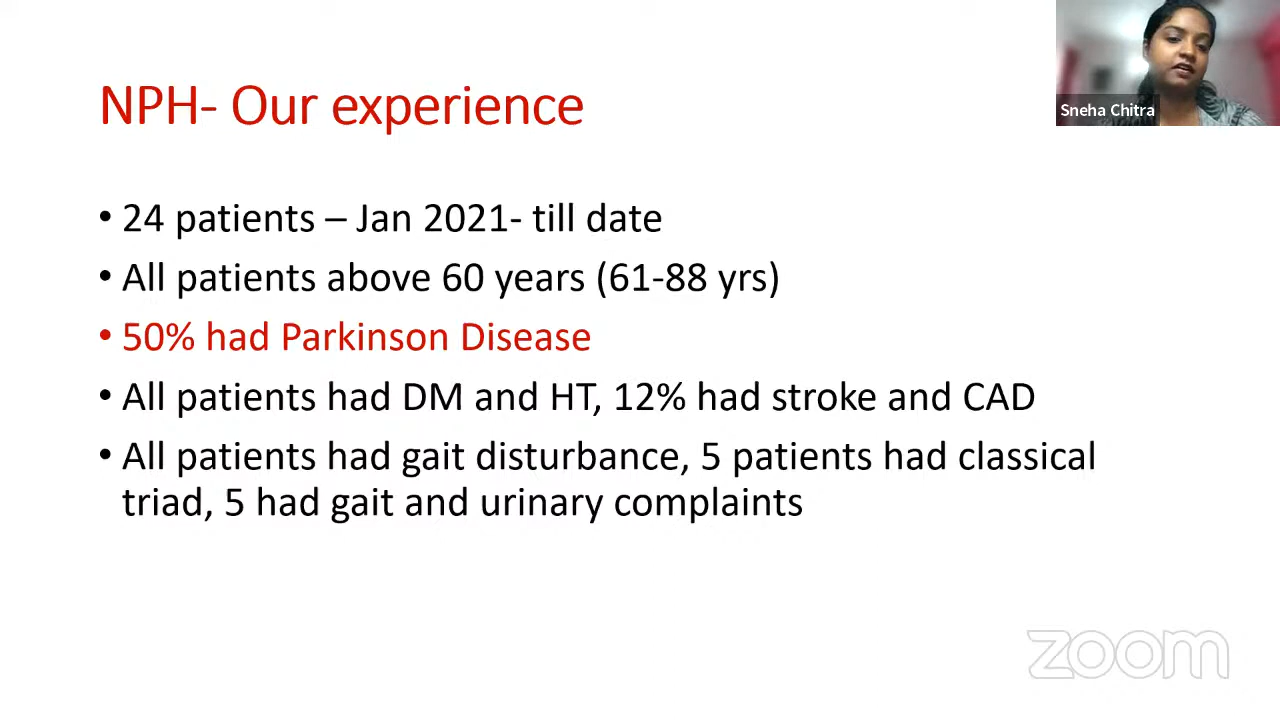 NPH- Our experience
Sneha Chitra
• 24 patients – Jan 2021- till date
• All patients above 60 years (61-88 yrs)
• 50% had Parkinson Disease
• All patients had DM and HT, 12% had stroke and CAD
• All patients had gait disturbance, 5 patients had classical
triad, 5 had gait and urinary complaints
zoom